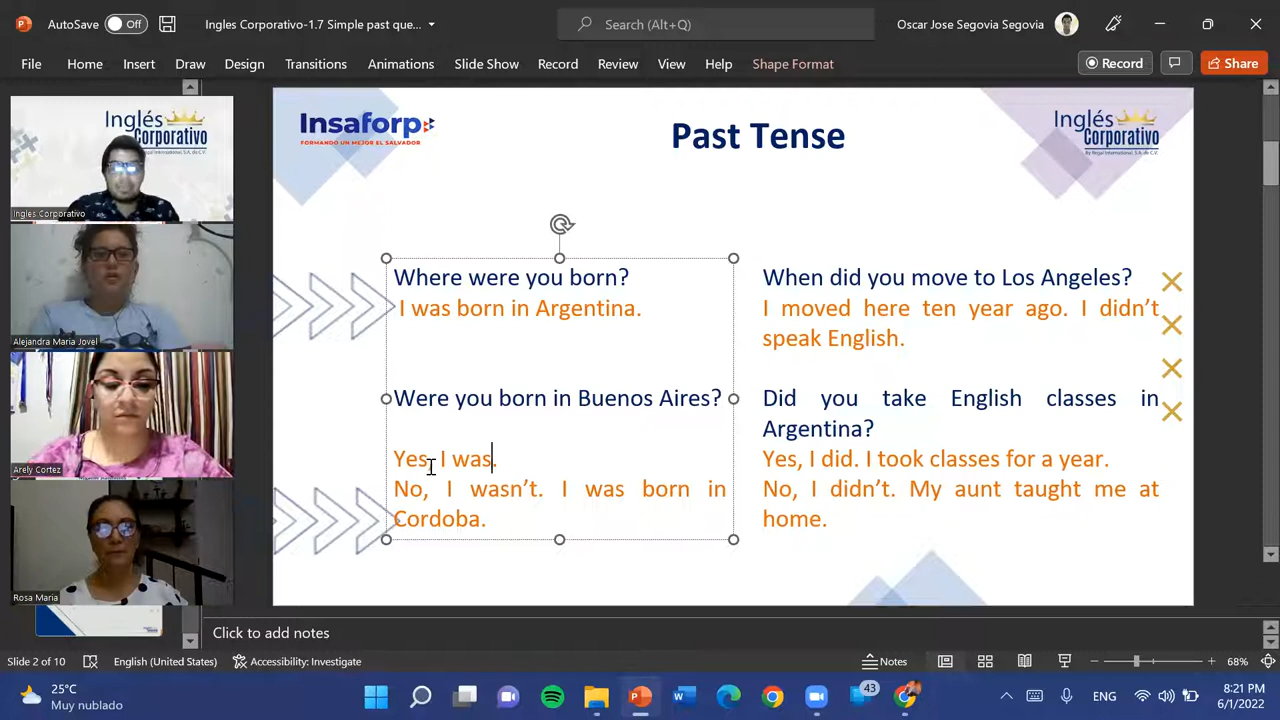 AutoSave
Off
Ingles Corporativo-1.7 Simple past que...
Search (Alt+Q)
Oscar Jose Segovia Segovia
File
Home
Insert
Draw
Design
Transitions
Animations
Slide Show
Record
Review
View
Help
Shape Format
Record
Share
Inglés
Corporativo
Ingles Corporativo
Alejandra Maria Jovel
Arely Cortez
Rosa Maria
Insaforp
FORMANDO UN MEJOR EL SALVADOR
Past Tense
Inglés
Corporativo
By Regal International, S.A. de C.V.
Where were you born?
I was born in Argentina.
Were you born in Buenos Aires?
Yes, I was.
No, I wasn't. I was born in
Cordoba.
When did you move to Los Angeles?
I moved here ten year ago. I didn't
speak English.
Did you take English classes in
Argentina?
Yes, I did. I took classes for a year.
No, I didn't. My aunt taught me at
home.
Click to add notes
Slide 2 of 10
English (United States)
Accessibility: Investigate
Notes
68%
25°C
Muy nublado
43
ENG
8:21 PM
6/1/2022